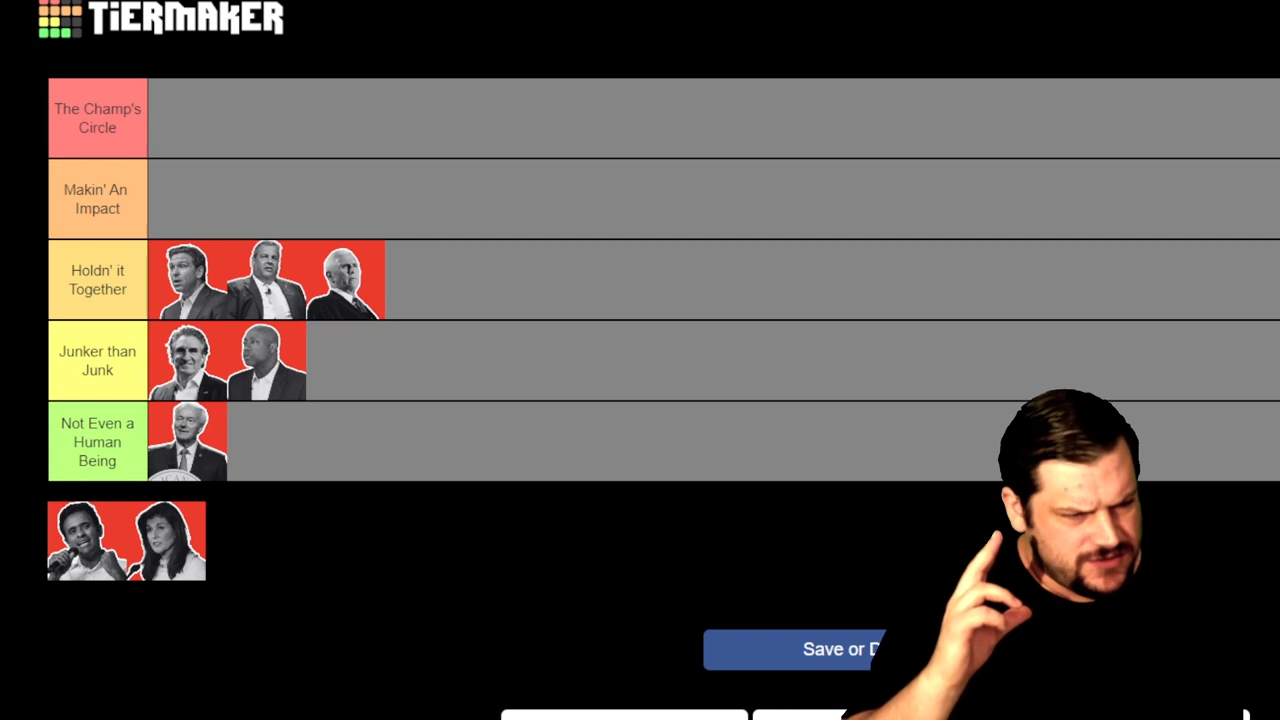 TiERMAKER
The Champ's
Circle
Makin' An
Impact
Holdn' it
Together
Junker than
Junk
Not Even a
Human
Being
Save or